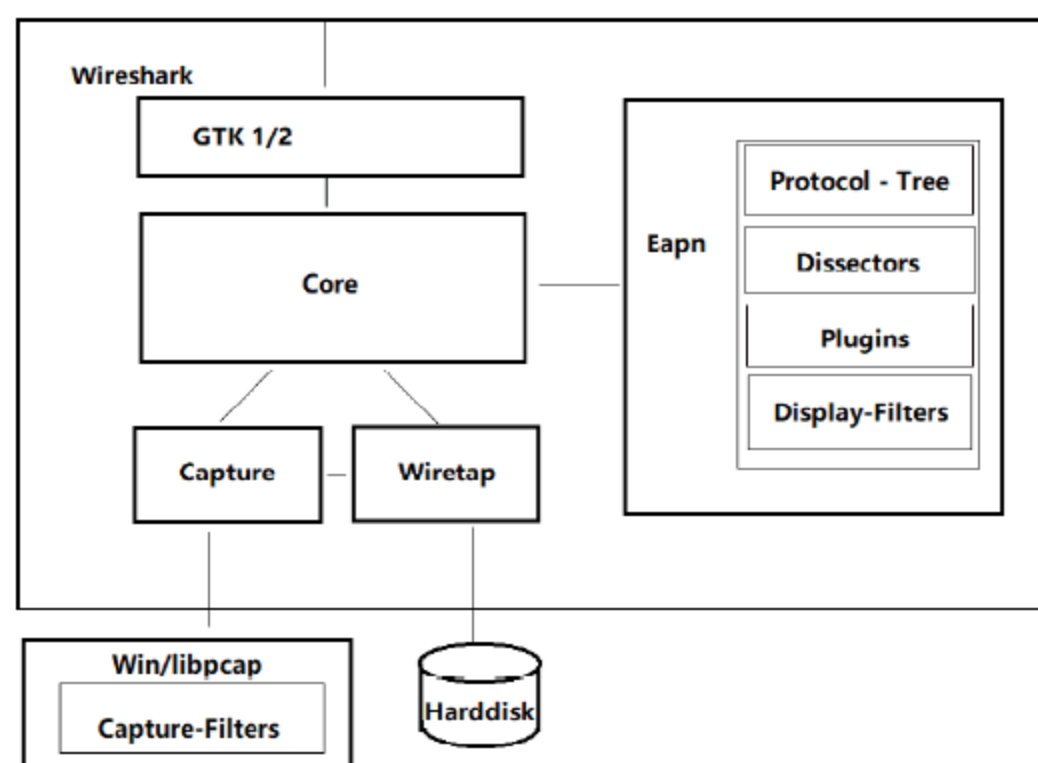 Wireshark
GTK 1/2
Core
Capture
Wiretap
Eapn
Protocol - Tree
Dissectors
Plugins
Display-Filters
Win/libpcap
Capture-Filters
Harddisk